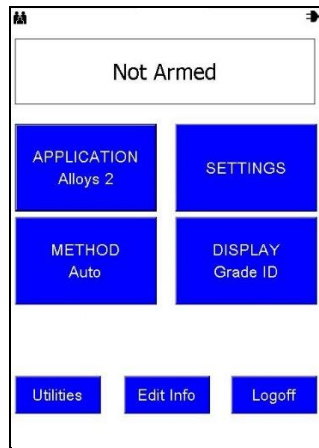 Not Armed
APPLICATION
Alloys 2
SETTINGS
METHOD
Auto
DISPLAY
Grade ID
Utilities
Edit Info
Logoff